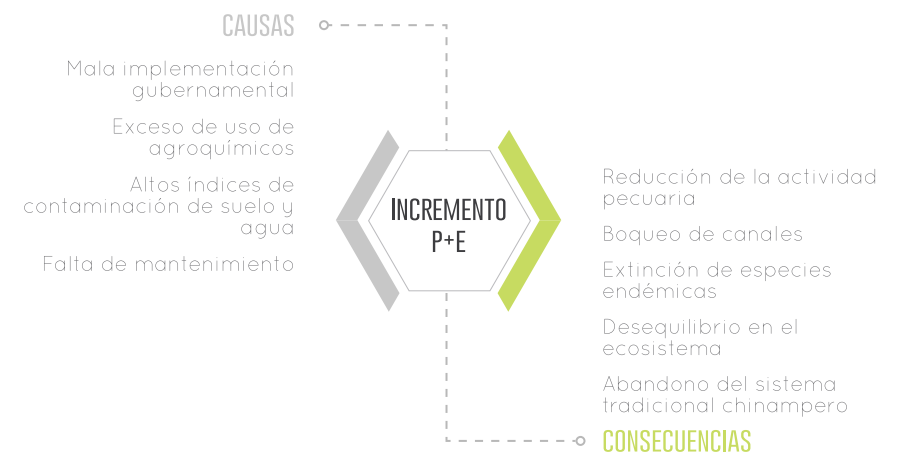 CAUSAS
Mala implementación
gubernamental
Exceso de uso de
agroquímicos
Altos índices de
contaminación de suelo y
agua
Falta de mantenimiento
INCREMENTO
P+E
Reducción de la actividad
pecuaria
Boqueo de canales
Extinción de especies
endémicas
Desequilibrio en el
ecosistema
Abandono del sistema
tradicional chinampero
CONSECUENCIAS